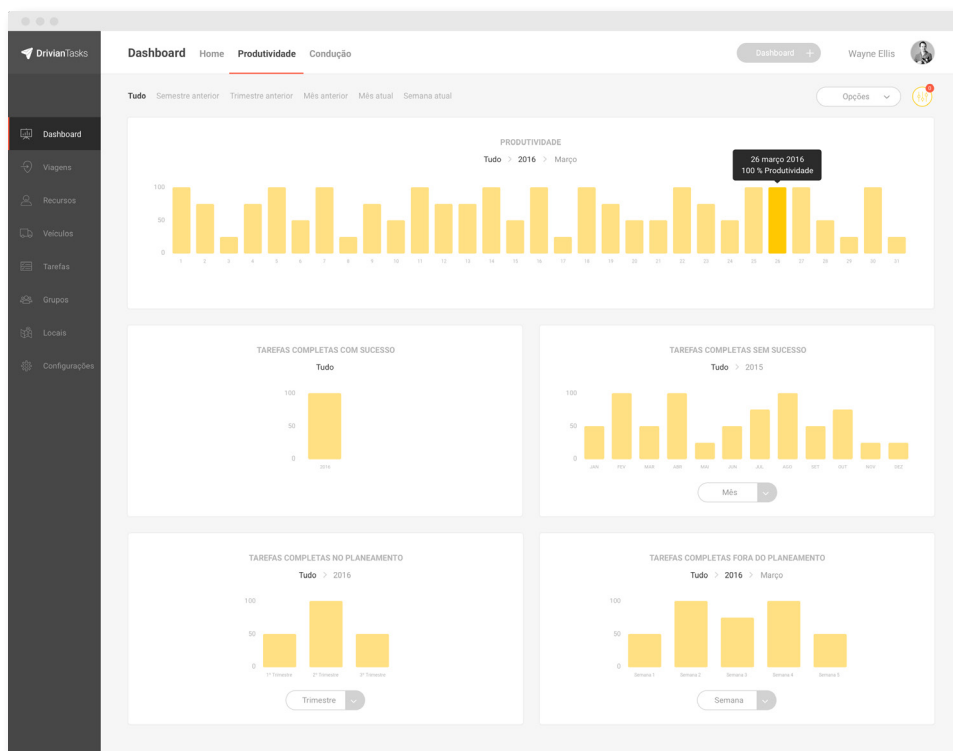 DrivianTasks
Dashboard Home Produtividade Condução
Dashboard +
Wayne Ellis
Tudo Semestre anterior Trimestre anterior Mês anterior Mês atual Semana atual
Opções
0
Dashboard
Viagens
Recursos
Veículos
Tarefas
Grupos
Locais
Configurações
PRODUTIVIDADE
Tudo > 2016 > Março
26 março 2016
100 % Produtividade
100
50
0
1 2 3 4 5 6 7 8 9 10 11 12 13 14 15 16 17 18 19 20 21 22 23 24 25 26 27 28 29 30 31
TAREFAS COMPLETAS COM SUCESSO
Tudo
100
50
0
2016
TAREFAS COMPLETAS SEM SUCESSO
Tudo > 2015
100
50
0
JAN FEV MAR ABR MAI JUN JUL AGO SET OUT NOV DEZ
Mês
TAREFAS COMPLETAS NO PLANEAMENTO
Tudo > 2016
100
50
0
1º Trimestre 2º Trimestre 3º Trimestre
Trimestre
TAREFAS COMPLETAS FORA DO PLANEAMENTO
Tudo > 2016 > Março
100
50
0
Semana 1 Semana 2 Semana 3 Semana 4 Semana 5
Semana